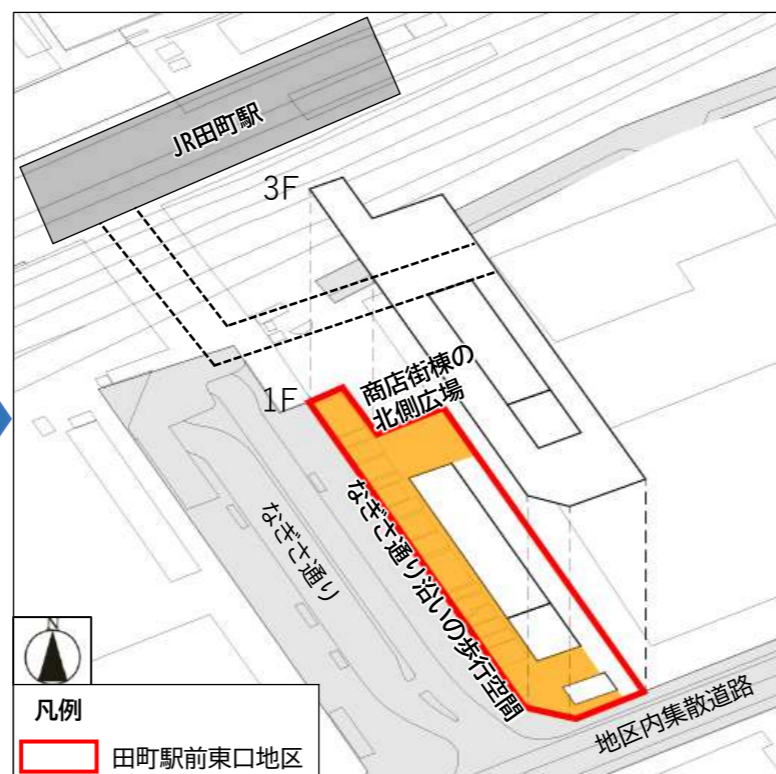 JR田町駅
3F
1F
商店街棟の
北側広場
なぎさ通り
なぎさ通り沿いの歩行空間
地区内集散道路
N
凡例
田町駅前東口地区